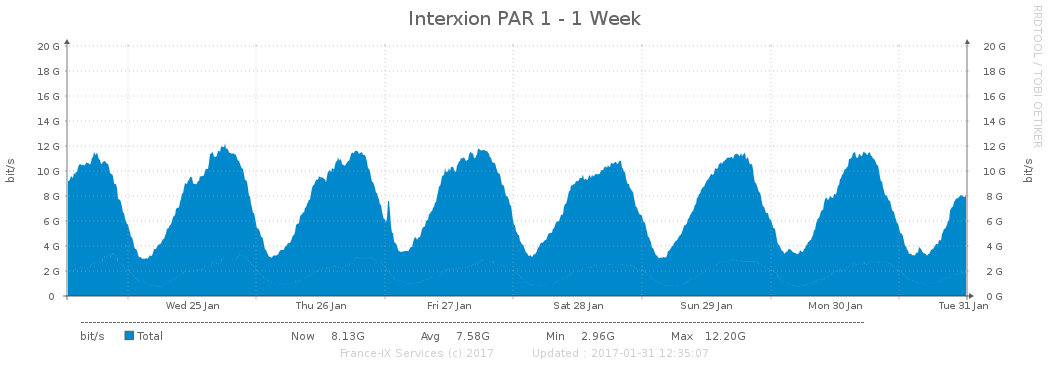 Interxion PAR 1 - 1 Week
RRDTOOL / TOBI OETIKER
bit/s
bit/s
20 G 20 G
18 G 18 G
16 G 16 G
14 G 14 G
12 G 12 G
10 G 10 G
8 G 8 G
6 G 6 G
4 G 4 G
2 G 2 G
0 0 G
Wed 25 Jan Thu 26 Jan Fri 27 Jan Sat 28 Jan Sun 29 Jan Mon 30 Jan Tue 31 Jan
bit/s Total Now 8.13G Avg 7.58G Min 2.96G Max 12.20G
France-IX Services (c) 2017 Updated : 2017-01-31 12:35:07